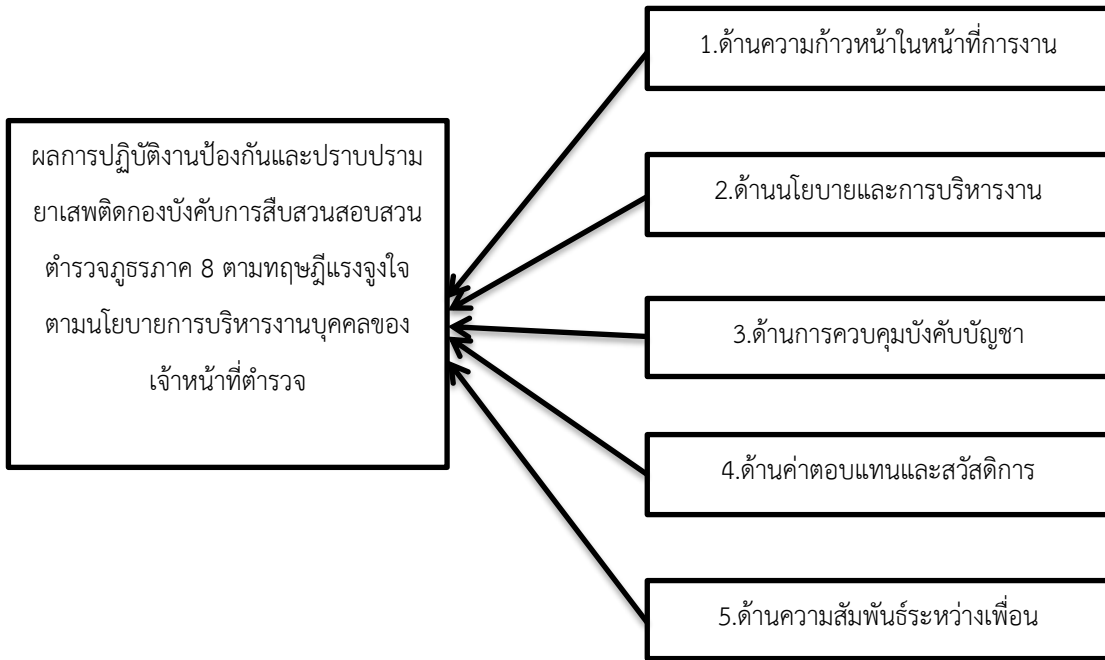 ผลการปฏิบัติงานป้องกันและปราบปราม
ยาเสพติดกองบังคับการสืบสวนสอบสวน
ตำรวจภูธรภาค 8 ตามทฤษฎีแรงจูงใจ
ตามนโยบายการบริหารงานบุคคลของ
เจ้าหน้าที่ตำรวจ
1.ด้านความก้าวหน้าในหน้าที่การงาน
2.ด้านนโยบายและการบริหารงาน
3.ด้านการควบคุมบังคับบัญชา
4.ด้านค่าตอบแทนและสวัสดิการ
5.ด้านความสัมพันธ์ระหว่างเพื่อน